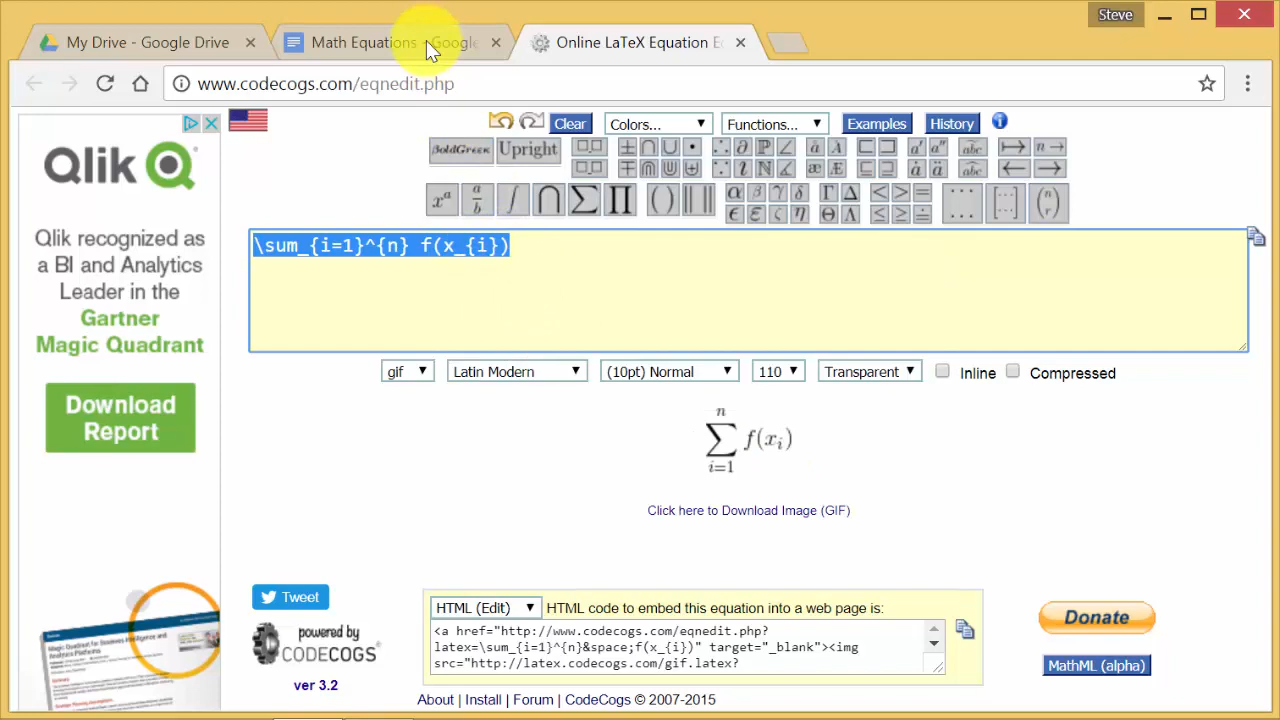 Steve
My Drive - Google Drive
Math Equations - Google
Online LaTeX Equation E
www.codecogs.com/eqnedit.php
Clear
Colors...
Functions...
Examples
History
BoldGreek
Upright
Qlik
Qlik recognized as
a BI and Analytics
Leader in the
Gartner
Magic Quadrant
Download
Report
\sum_{i=1}^{n} f(x_{i})
gif
Latin Modern
(10pt) Normal
110
Transparent
Inline
Compressed
n
∑ f(xᵢ)
i=1
Click here to Download Image (GIF)
Tweet
powered by
CODECOGS
ver 3.2
HTML (Edit)
HTML code to embed this equation into a web page is:
<a href="http://www.codecogs.com/eqnedit.php?
latex=\sum_{i=1}^{n}&space;f(x_{i})" target="_blank"><img
src="http://latex.codecogs.com/gif.latex?
Donate
MathML (alpha)
About | Install | Forum | CodeCogs © 2007-2015